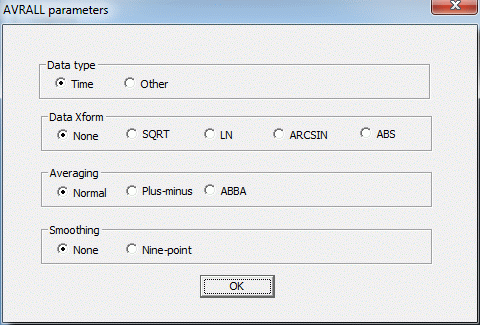 AVRALL parameters
Data type
Time Other
Data Xform
None SQRT LN ARCSIN ABS
Averaging
Normal Plus-minus ABBA
Smoothing
None Nine-point
OK